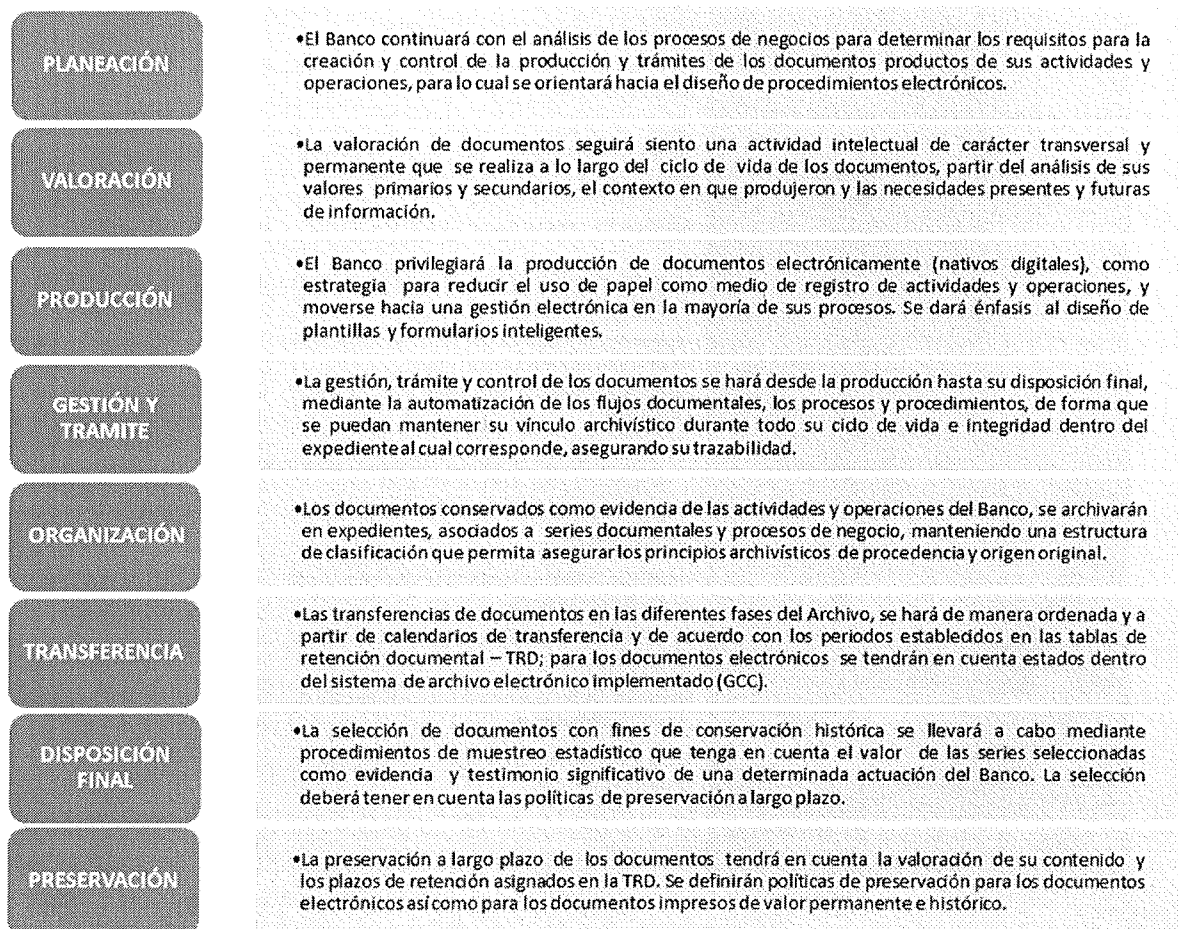 PLANEACIÓN
•El Banco continuará con el análisis de los procesos de negocios para determinar los requisitos para la
creación y control de la producción y trámites de los documentos productos de sus actividades y
operaciones, para lo cual se orientará hacia el diseño de procedimientos electrónicos.
VALORACIÓN
•La valoración de documentos seguirá siento una actividad intelectual de carácter transversal y
permanente que se realiza a lo largo del ciclo de vida de los documentos, partir del análisis de sus
valores primarios y secundarios, el contexto en que produjeron y las necesidades presentes y futuras
de información.
PRODUCCIÓN
•El Banco privilegiará la producción de documentos electrónicamente (nativos digitales), como
estrategia para reducir el uso de papel como medio de registro de actividades y operaciones, y
moverse hacia una gestión electrónica en la mayoría de sus procesos. Se dará énfasis al diseño de
plantillas y formularios inteligentes.
GESTIÓN Y
TRAMITE
•La gestión, trámite y control de los documentos se hará desde la producción hasta su disposición final,
mediante la automatización de los flujos documentales, los procesos y procedimientos, de forma que
se puedan mantener su vínculo archivístico durante todo su ciclo de vida e integridad dentro del
expediente al cual corresponde, asegurando su trazabilidad.
ORGANIZACIÓN
•Los documentos conservados como evidencia de las actividades y operaciones del Banco, se archivarán
en expedientes, asociados a series documentales y procesos de negocio, manteniendo una estructura
de clasificación que permita asegurar los principios archivísticos de procedencia y origen original.
TRANSFERENCIA
•Las transferencias de documentos en las diferentes fases del Archivo, se hará de manera ordenada y a
partir de calendarios de transferencia y de acuerdo con los periodos establecidos en las tablas de
retención documental – TRD; para los documentos electrónicos se tendrán en cuenta estados dentro
del sistema de archivo electrónico implementado (GCC).
DISPOSICIÓN
FINAL
•La selección de documentos con fines de conservación histórica se llevará a cabo mediante
procedimientos de muestreo estadístico que tenga en cuenta el valor de las series seleccionadas
como evidencia y testimonio significativo de una determinada actuación del Banco. La selección
deberá tener en cuenta las políticas de preservación a largo plazo.
PRESERVACIÓN
•La preservación a largo plazo de los documentos tendrá en cuenta la valoración de su contenido y
los plazos de retención asignados en la TRD. Se definirán políticas de preservación para los documentos
electrónicos así como para los documentos impresos de valor permanente e histórico.